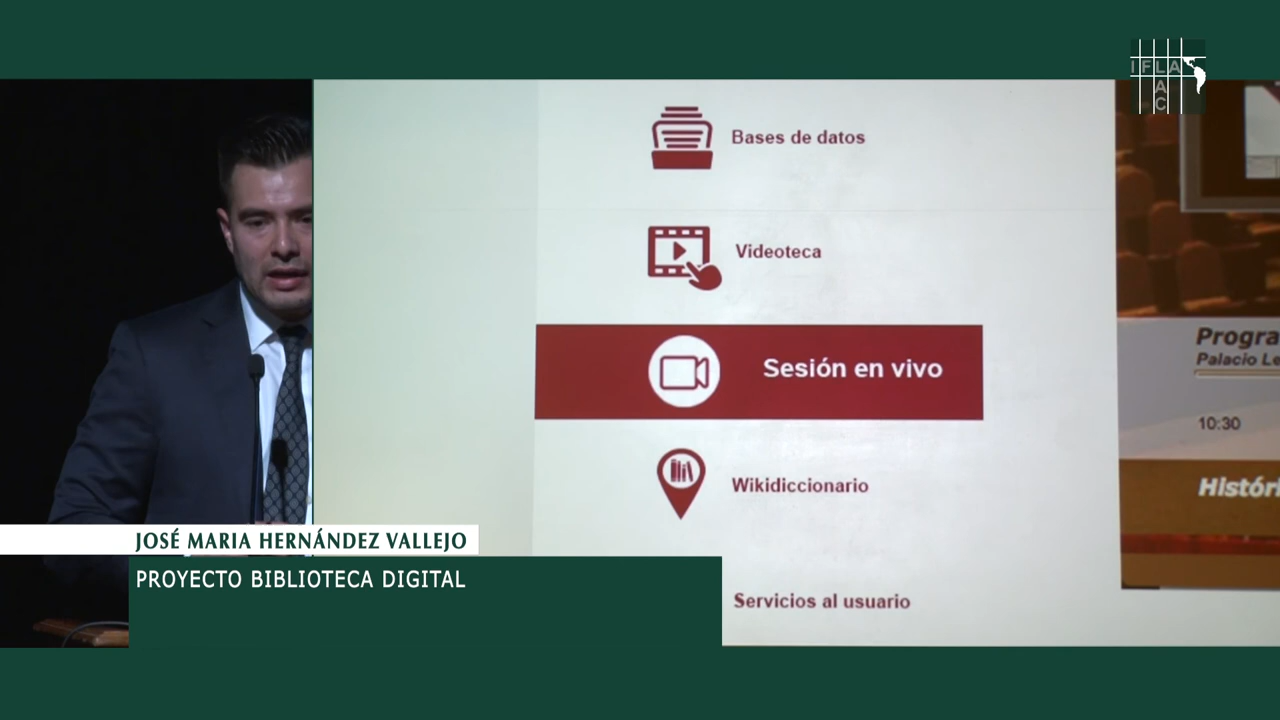 IFLA
LAC
Bases de datos
Videoteca
Sesión en vivo
Wikidiccionario
Servicios al usuario
Progra
Palacio Le
10:30
Históri
JOSÉ MARIA HERNÁNDEZ VALLEJO
PROYECTO BIBLIOTECA DIGITAL